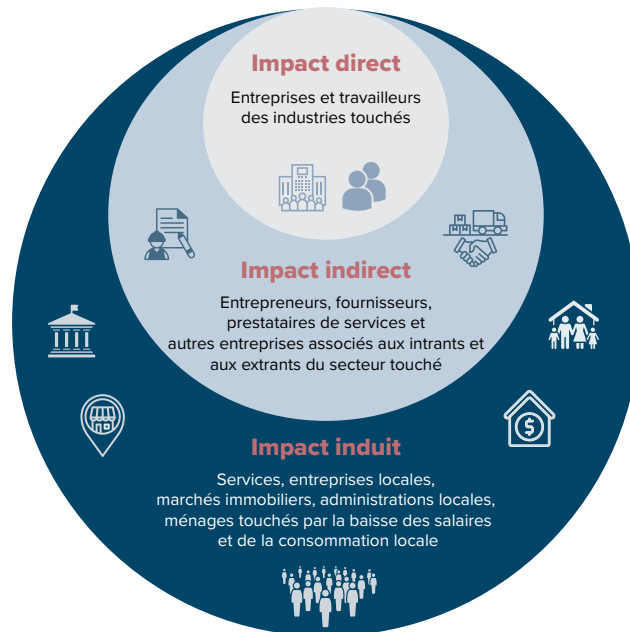 Impact direct
Entreprises et travailleurs
des industries touchés
Impact indirect
Entrepreneurs, fournisseurs,
prestataires de services et
autres entreprises associés aux intrants et
aux extrants du secteur touché
$
Impact induit
Services, entreprises locales,
marchés immobiliers, administrations locales,
ménages touchés par la baisse des salaires
et de la consommation locale